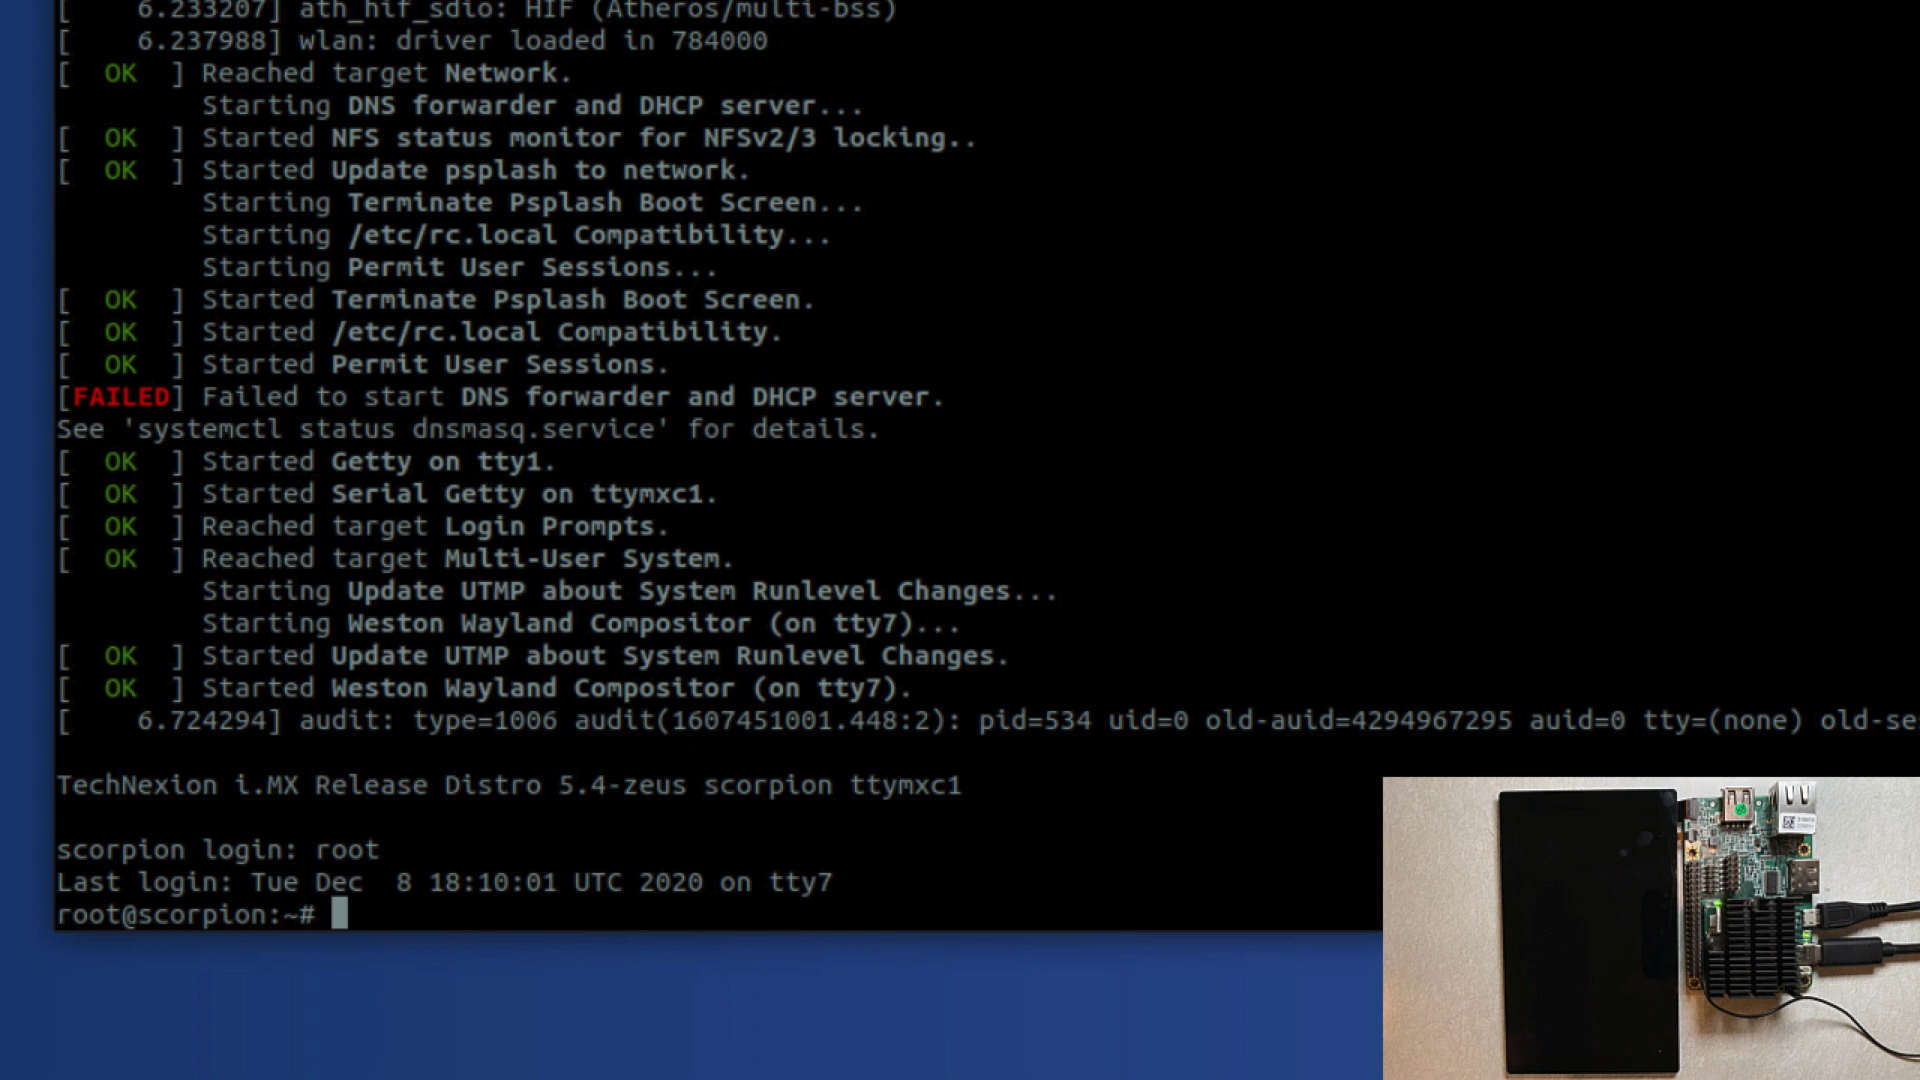 [    6.233207] ath_hif_sdio: HIF (Atheros/multi-bss)
[    6.237988] wlan: driver loaded in 784000
[  OK  ] Reached target Network.
         Starting DNS forwarder and DHCP server...
[  OK  ] Started NFS status monitor for NFSv2/3 locking..
[  OK  ] Started Update psplash to network.
         Starting Terminate Psplash Boot Screen...
         Starting /etc/rc.local Compatibility...
         Starting Permit User Sessions...
[  OK  ] Started Terminate Psplash Boot Screen.
[  OK  ] Started /etc/rc.local Compatibility.
[  OK  ] Started Permit User Sessions.
[FAILED] Failed to start DNS forwarder and DHCP server.
See 'systemctl status dnsmasq.service' for details.
[  OK  ] Started Getty on tty1.
[  OK  ] Started Serial Getty on ttymxc1.
[  OK  ] Reached target Login Prompts.
[  OK  ] Reached target Multi-User System.
         Starting Update UTMP about System Runlevel Changes...
         Starting Weston Wayland Compositor (on tty7)...
[  OK  ] Started Update UTMP about System Runlevel Changes.
[  OK  ] Started Weston Wayland Compositor (on tty7).
[    6.724294] audit: type=1006 audit(1607451001.448:2): pid=534 uid=0 old-auid=4294967295 auid=0 tty=(none) old-se
TechNexion i.MX Release Distro 5.4-zeus scorpion ttymxc1
scorpion login: root
Last login: Tue Dec  8 18:10:01 UTC 2020 on tty7
root@scorpion:~#